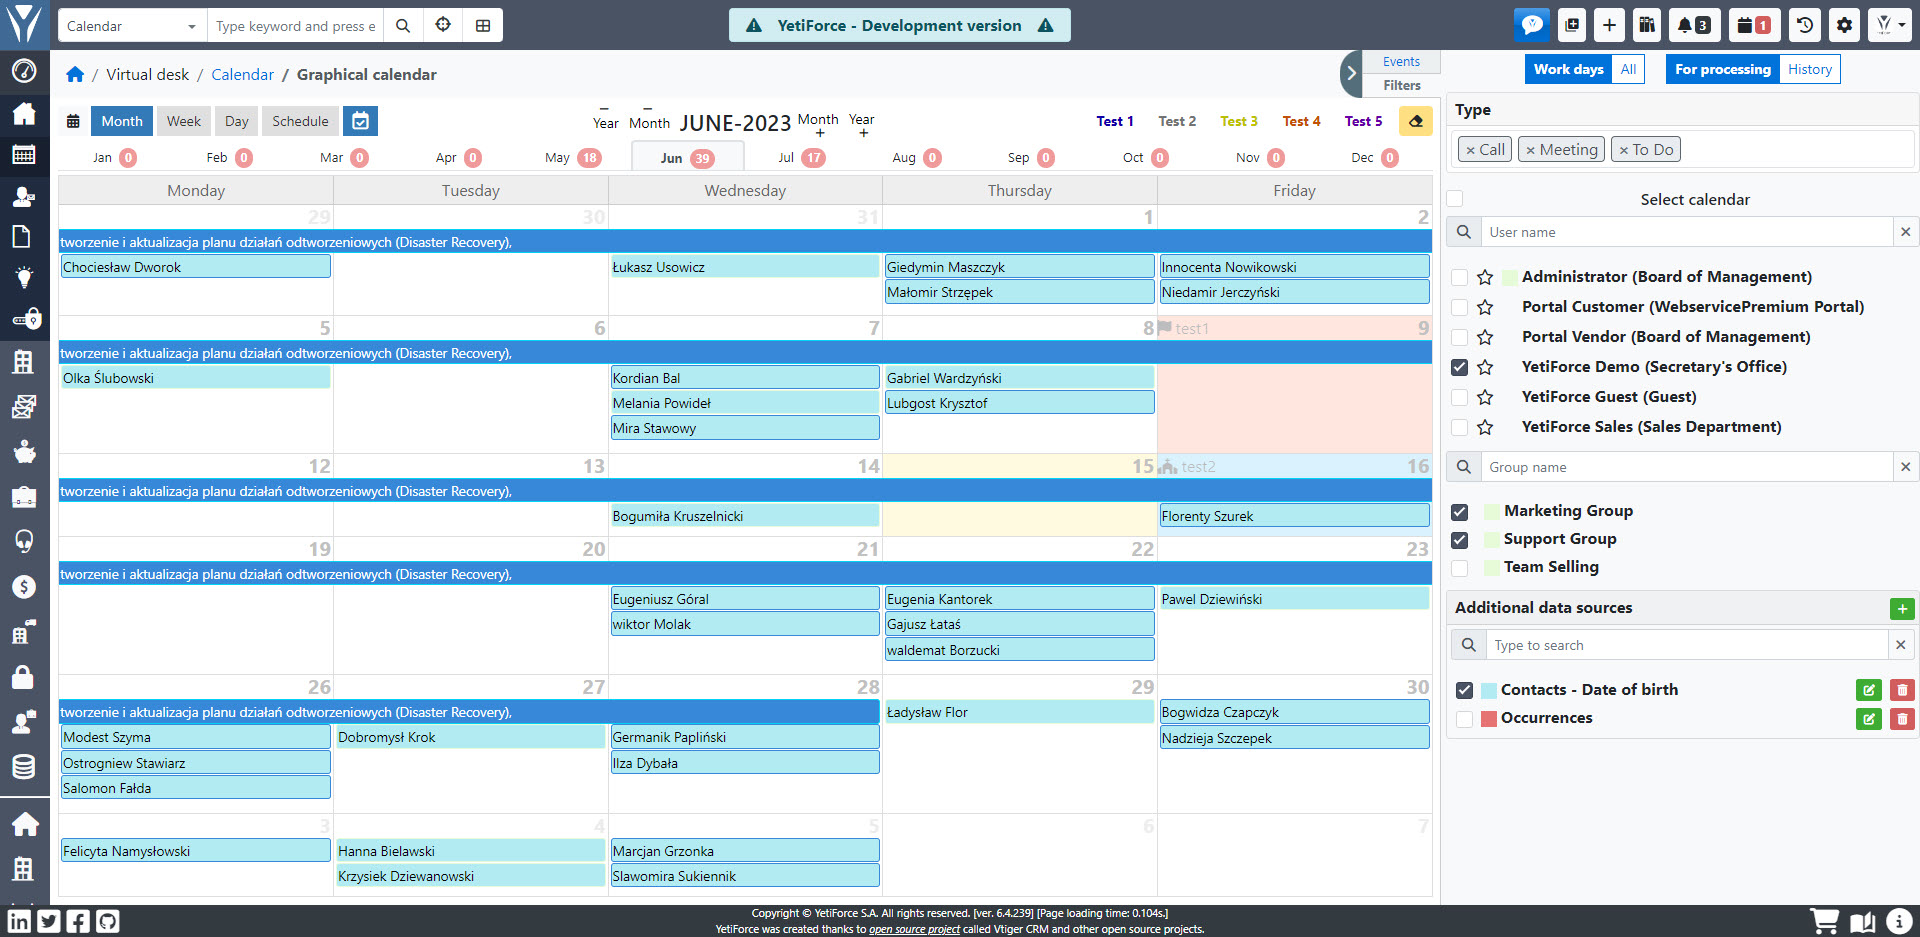 Calendar
Type keyword and press e
YetiForce - Development version
3
1
/ Virtual desk / Calendar / Graphical calendar
Events
Filters
Work days All
For processing History
Month Week Day Schedule
Year Month JUNE-2023 Month Year
Test 1 Test 2 Test 3 Test 4 Test 5
Jan 0 Feb 0 Mar 0 Apr 0 May 18 Jun 39 Jul 17 Aug 0 Sep 0 Oct 0 Nov 0 Dec 0
Monday Tuesday Wednesday Thursday Friday
29 30 31 1 2
tworzenie i aktualizacja planu działań odtworzeniowych (Disaster Recovery),
Chociesław Dworok
Łukasz Usowicz
Giedymin Maszczyk
Małomir Strzępek
Innocenta Nowikowski
Niedamir Jerczyński
5 6 7 8 test1 9
tworzenie i aktualizacja planu działań odtworzeniowych (Disaster Recovery),
Olka Ślubowski
Kordian Bal
Melania Powideł
Mira Stawowy
Gabriel Wardzyński
Lubgost Krysztof
12 13 14 15 test2 16
tworzenie i aktualizacja planu działań odtworzeniowych (Disaster Recovery),
Bogumiła Kruszelnicki
Florenty Szurek
19 20 21 22 23
tworzenie i aktualizacja planu działań odtworzeniowych (Disaster Recovery),
Eugeniusz Góral
wiktor Molak
Eugenia Kantorek
Gajusz Łataś
waldemat Borzucki
Pawel Dziewiński
26 27 28 29 30
tworzenie i aktualizacja planu działań odtworzeniowych (Disaster Recovery),
Modest Szyma
Ostrogniew Stawiarz
Salomon Fałda
Dobromysł Krok
Germanik Papliński
Ilza Dybała
Ładysław Flor
Bogwidza Czapczyk
Nadzieja Szczepek
3 4 5 6 7
Felicyta Namysłowski
Hanna Bielawski
Krzysiek Dziewanowski
Marcjan Grzonka
Slawomira Sukiennik
Type
× Call × Meeting × To Do
Select calendar
User name
Administrator (Board of Management)
Portal Customer (WebservicePremium Portal)
Portal Vendor (Board of Management)
YetiForce Demo (Secretary's Office)
YetiForce Guest (Guest)
YetiForce Sales (Sales Department)
Group name
Marketing Group
Support Group
Team Selling
Additional data sources
Type to search
Contacts - Date of birth
Occurrences
Copyright © YetiForce S.A. All rights reserved. [ver. 6.4.239] [Page loading time: 0.104s.]
YetiForce was created thanks to open source project called Vtiger CRM and other open source projects.